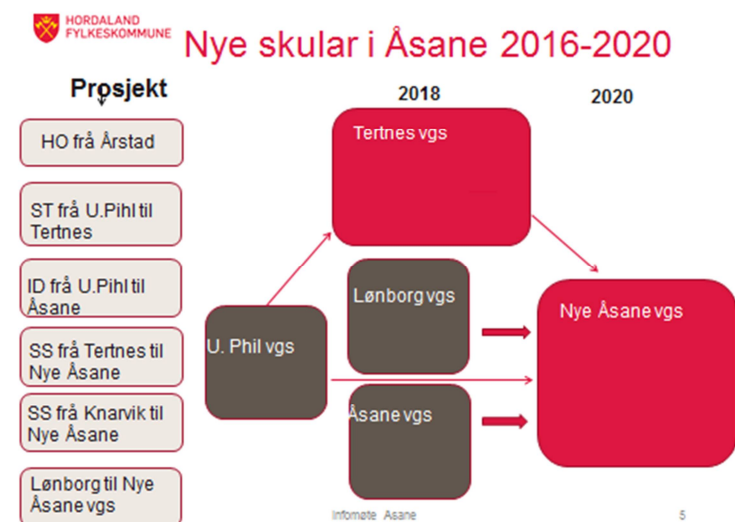 HORDALAND
FYLKESKOMMUNE
Nye skular i Åsane 2016-2020
Prosjekt
2018
2020
HO frå Årstad
ST frå U.Pihl til
Tertnes
ID frå U.Pihl til
Åsane
SS frå Tertnes til
Nye Åsane
SS frå Knarvik til
Nye Åsane
Lønborg til Nye
Åsane vgs
U. Phil vgs
Tertnes vgs
Lønborg vgs
Åsane vgs
Nye Åsane vgs
Infomøte Åsane
5